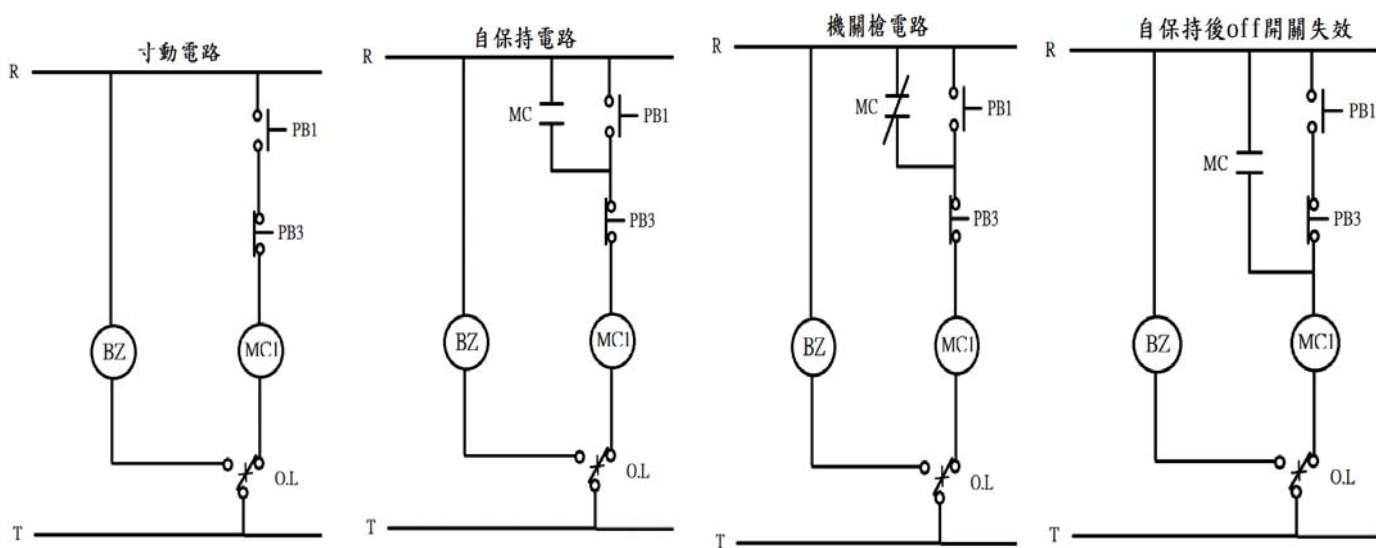 寸動電路
R
PB1
PB3
BZ
MC1
O.L
T
自保持電路
R
MC
PB1
PB3
BZ
MC1
O.L
T
機關槍電路
R
MC
PB1
PB3
BZ
MC1
O.L
T
自保持後off開關失效
R
PB1
MC
PB3
BZ
MC1
O.L
T